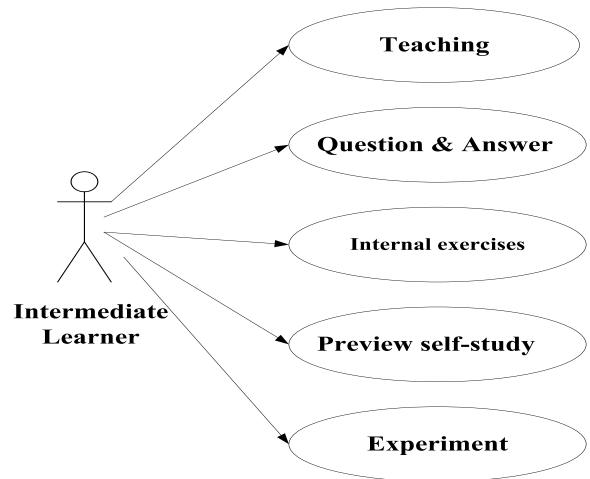 Teaching
Question & Answer
Internal exercises
Intermediate
Learner
Preview self-study
Experiment